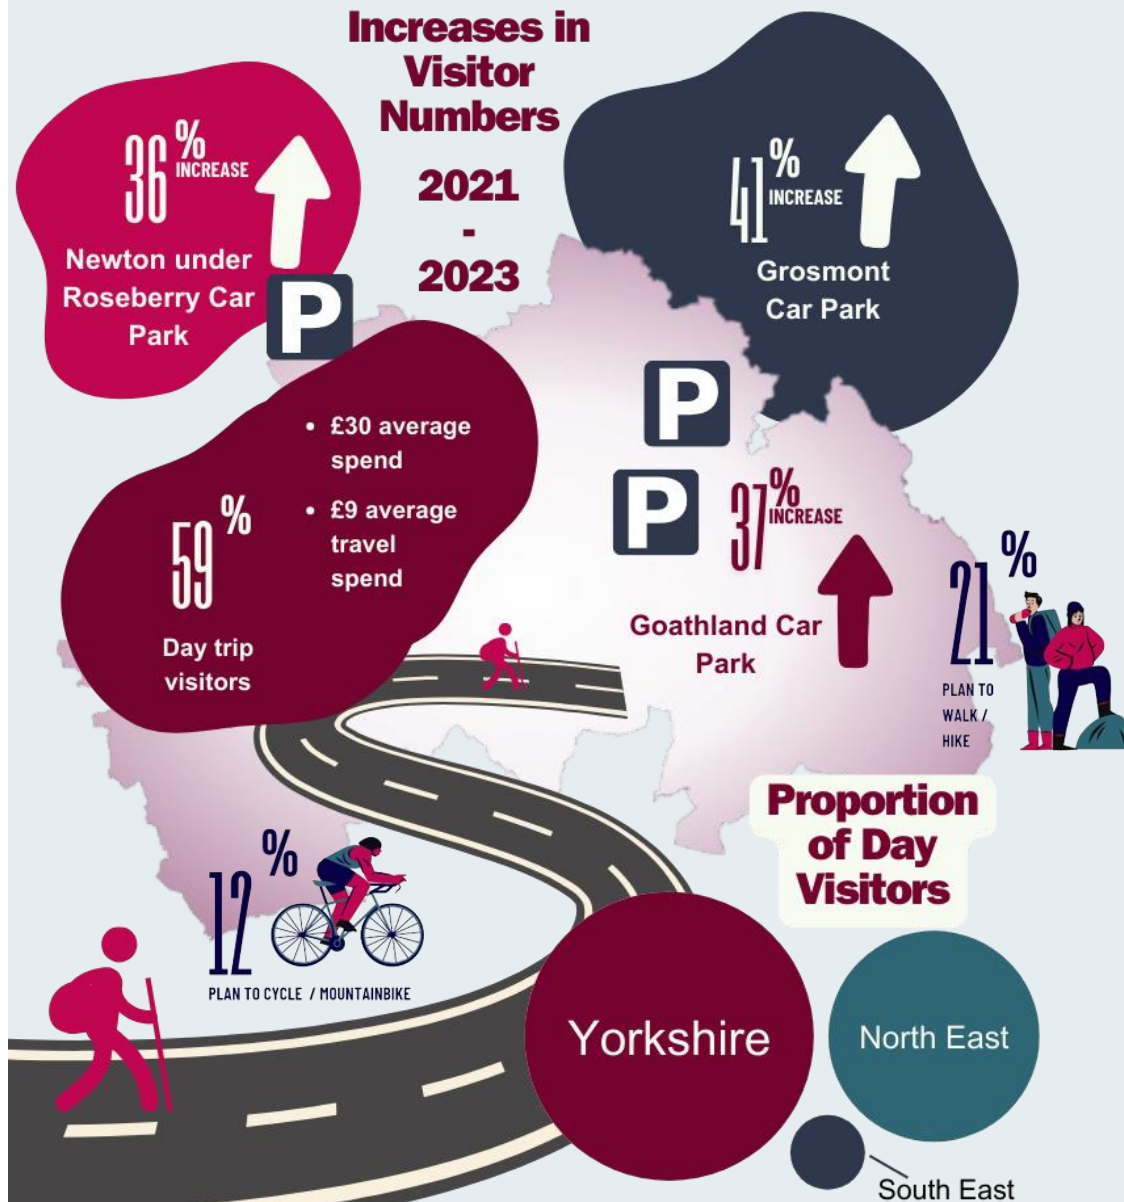 Increases in
Visitor
Numbers
2021
-
2023
36%
INCREASE
Newton under
Roseberry Car
Park
P
41%
INCREASE
Grosmont
Car Park
P
• £30 average
spend
• £9 average
travel
spend
59%
Day trip
visitors
P
37%
INCREASE
Goathland Car
Park
21%
PLAN TO
WALK /
HIKE
12%
PLAN TO CYCLE / MOUNTAINBIKE
Proportion
of Day
Visitors
Yorkshire
North East
South East